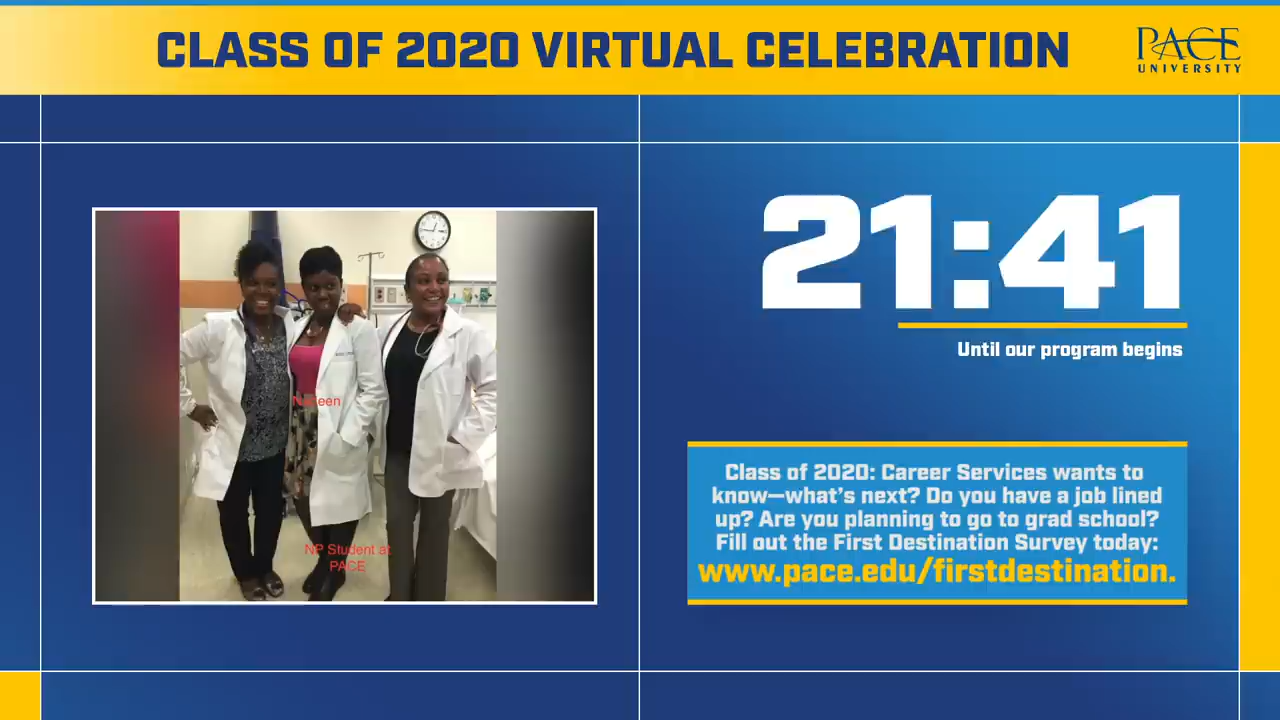 CLASS OF 2020 VIRTUAL CELEBRATION
PACE
UNIVERSITY
21:41
Until our program begins
NP Student at
PACE
Class of 2020: Career Services wants to
know—what's next? Do you have a job lined
up? Are you planning to go to grad school?
Fill out the First Destination Survey today:
www.pace.edu/firstdestination.